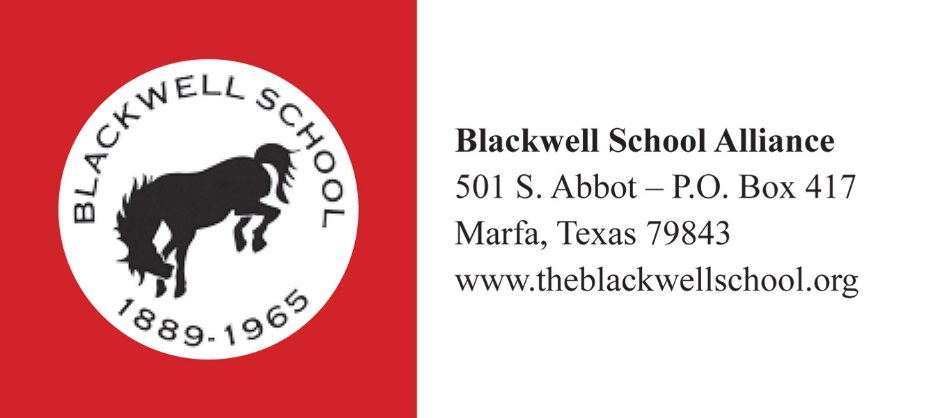 BLACKWELL SCHOOL
1889-1965
Blackwell School Alliance
501 S. Abbot – P.O. Box 417
Marfa, Texas 79843
www.theblackwellschool.org